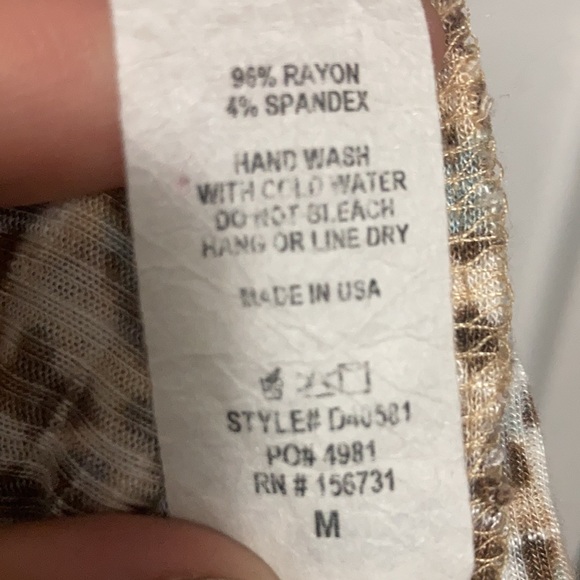 96% RAYON
4% SPANDEX
HAND WASH
WITH COLD WATER
DO NOT BLEACH
HANG OR LINE DRY
MADE IN USA
STYLE# D40581
PO# 4981
RN # 156731
M